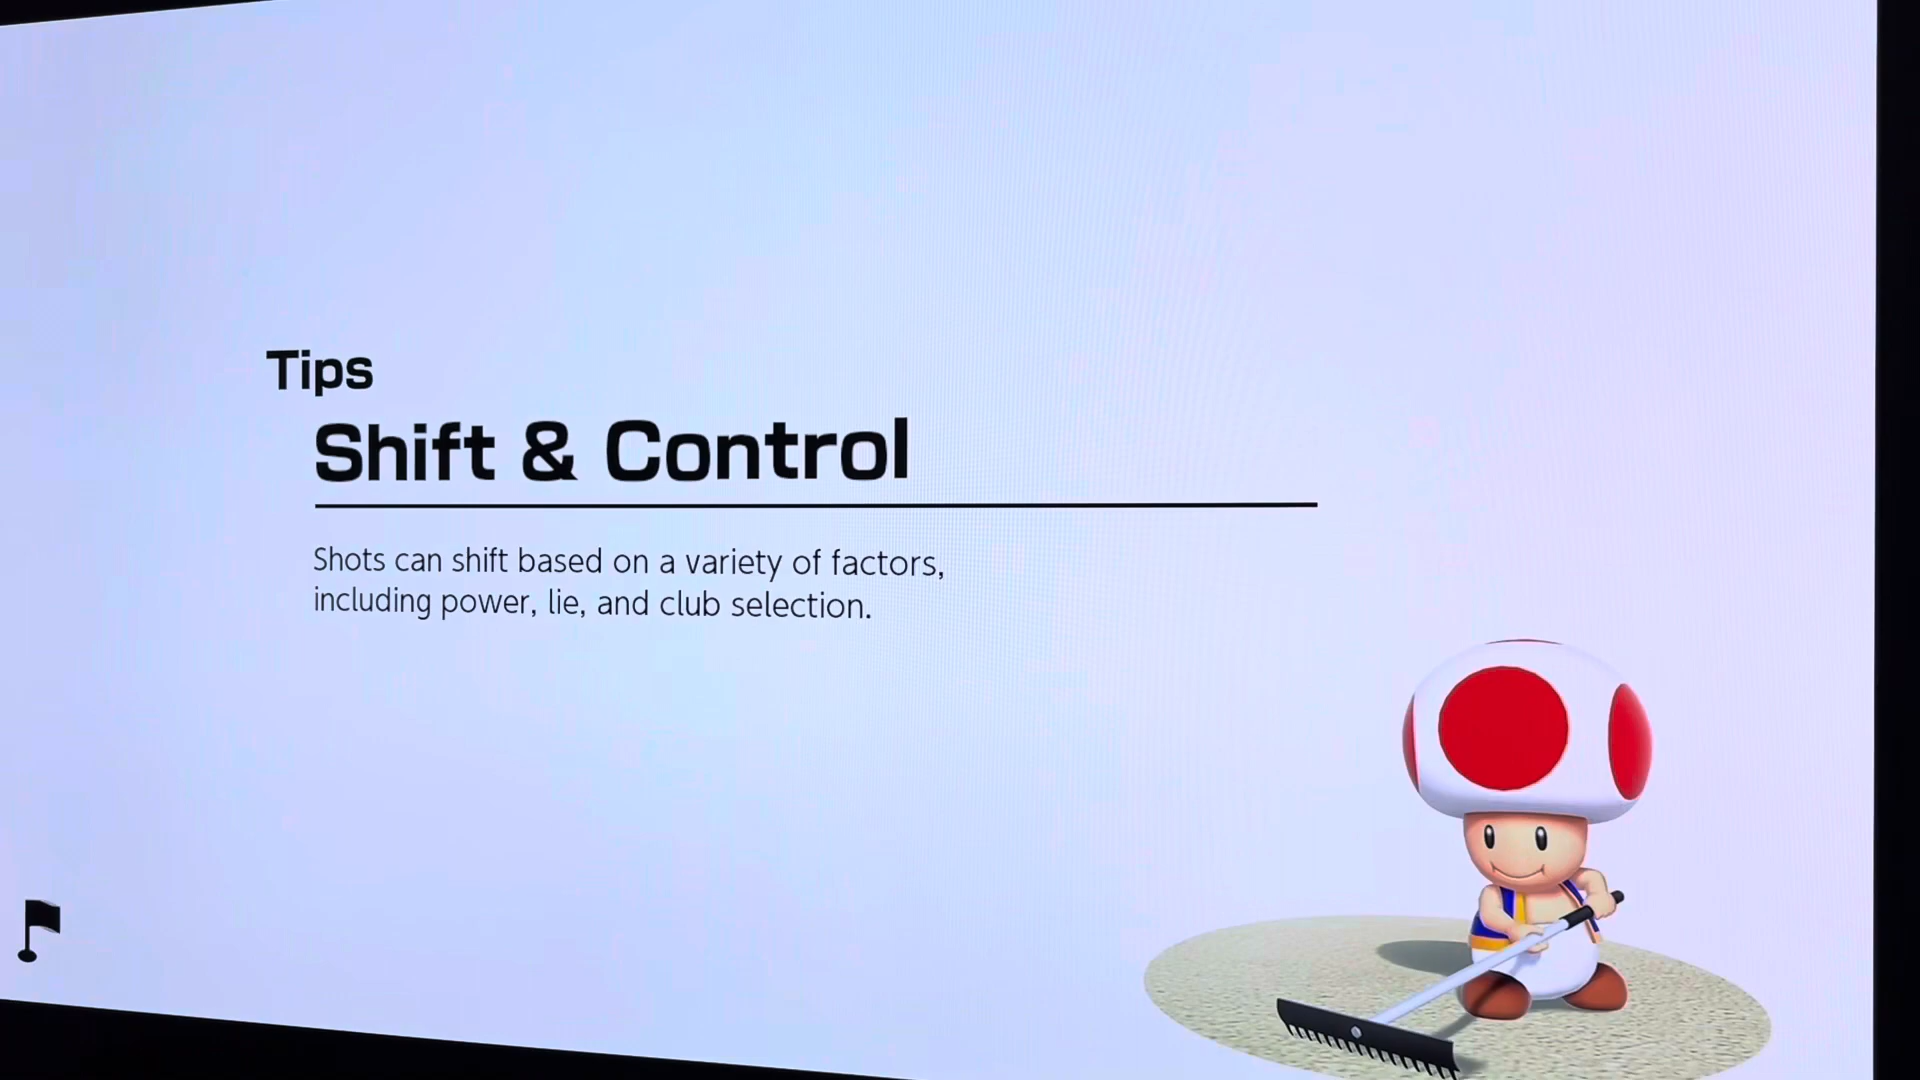 Tips
Shift & Control
Shots can shift based on a variety of factors,
including power, lie, and club selection.